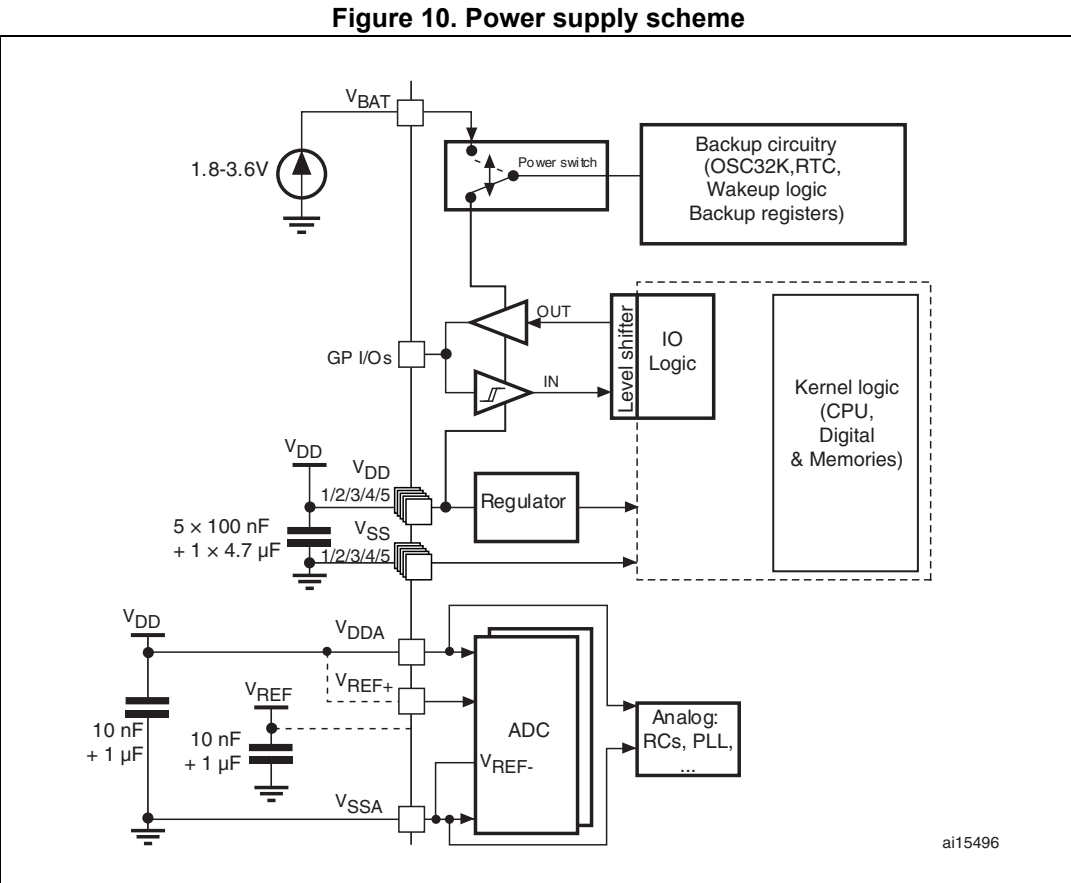 Figure 10. Power supply scheme
VBAT
1.8-3.6V
Power switch
Backup circuitry
(OSC32K,RTC,
Wakeup logic
Backup registers)
OUT
GP I/Os
IN
Level shifter
IO
Logic
Kernel logic
(CPU,
Digital
& Memories)
VDD
VDD
1/2/3/4/5
Regulator
5 × 100 nF
+ 1 × 4.7 µF
VSS
1/2/3/4/5
VDD
VDDA
VREF+
VREF
10 nF
+ 1 µF
10 nF
+ 1 µF
ADC
VREF-
Analog:
RCs, PLL,
...
VSSA
ai15496